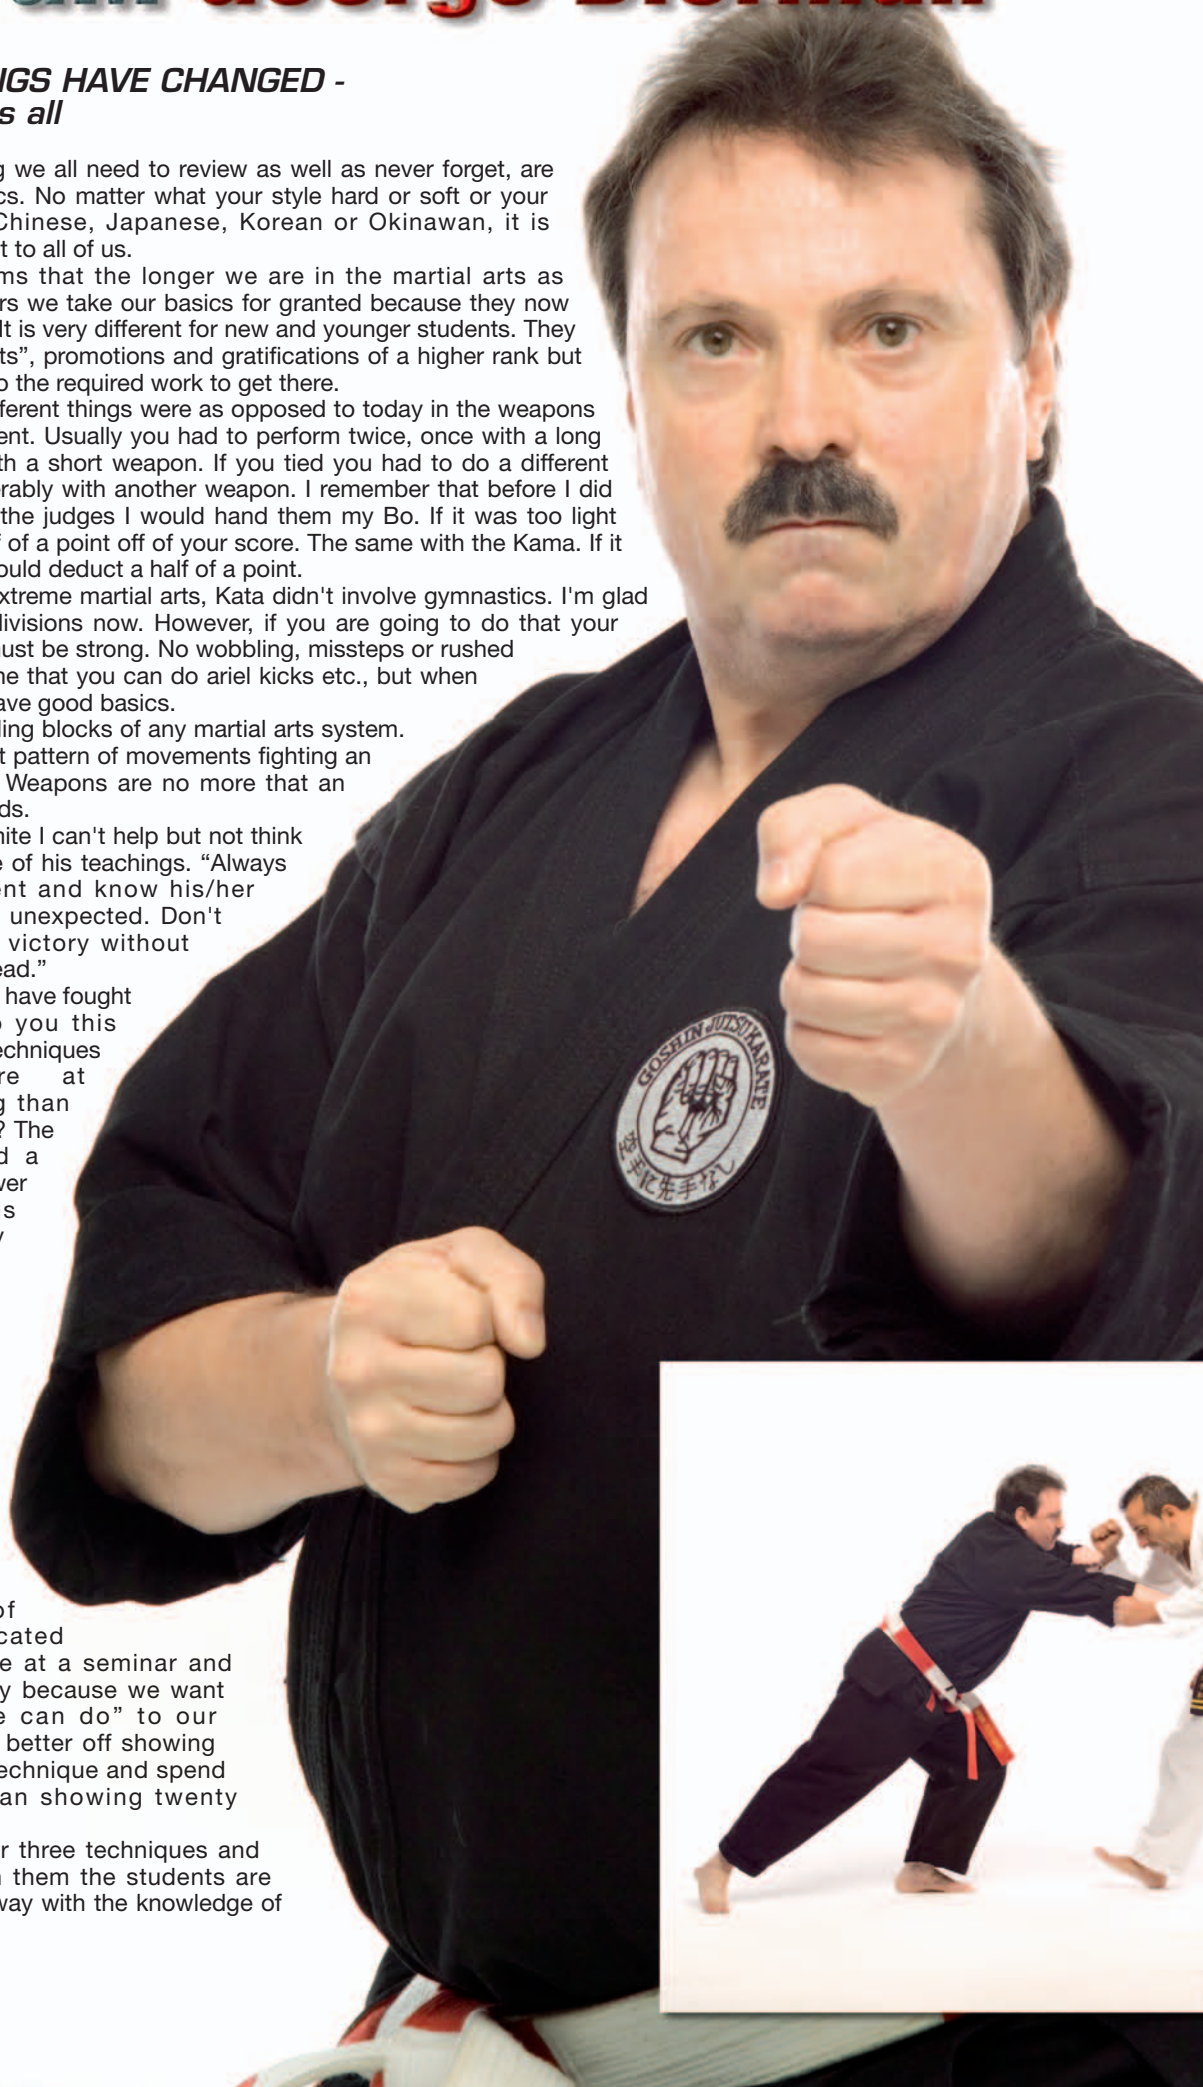 George Bierman
NGS HAVE CHANGED -
s all
g we all need to review as well as never forget, are
cs. No matter what your style hard or soft or your
Chinese, Japanese, Korean or Okinawan, it is
t to all of us.
ms that the longer we are in the martial arts as
rs we take our basics for granted because they now
It is very different for new and younger students. They
ts”, promotions and gratifications of a higher rank but
o the required work to get there.
fferent things were as opposed to today in the weapons
ent. Usually you had to perform twice, once with a long
th a short weapon. If you tied you had to do a different
erably with another weapon. I remember that before I did
the judges I would hand them my Bo. If it was too light
f of a point off of your score. The same with the Kama. If it
ould deduct a half of a point.
xtreme martial arts, Kata didn't involve gymnastics. I'm glad
divisions now. However, if you are going to do that your
must be strong. No wobbling, missteps or rushed
ne that you can do ariel kicks etc., but when
ave good basics.
ding blocks of any martial arts system.
t pattern of movements fighting an
Weapons are no more that an
ds.
mite I can't help but not think
e of his teachings. “Always
ent and know his/her
unexpected. Don't
victory without
ead.”
have fought
o you this
echniques
re at
g than
? The
d a
wer
s
y
of
cated
e at a seminar and
y because we want
e can do” to our
better off showing
echnique and spend
an showing twenty
r three techniques and
n them the students are
way with the knowledge of
GOSHIN JUTSU KARATE
空手に先手なし